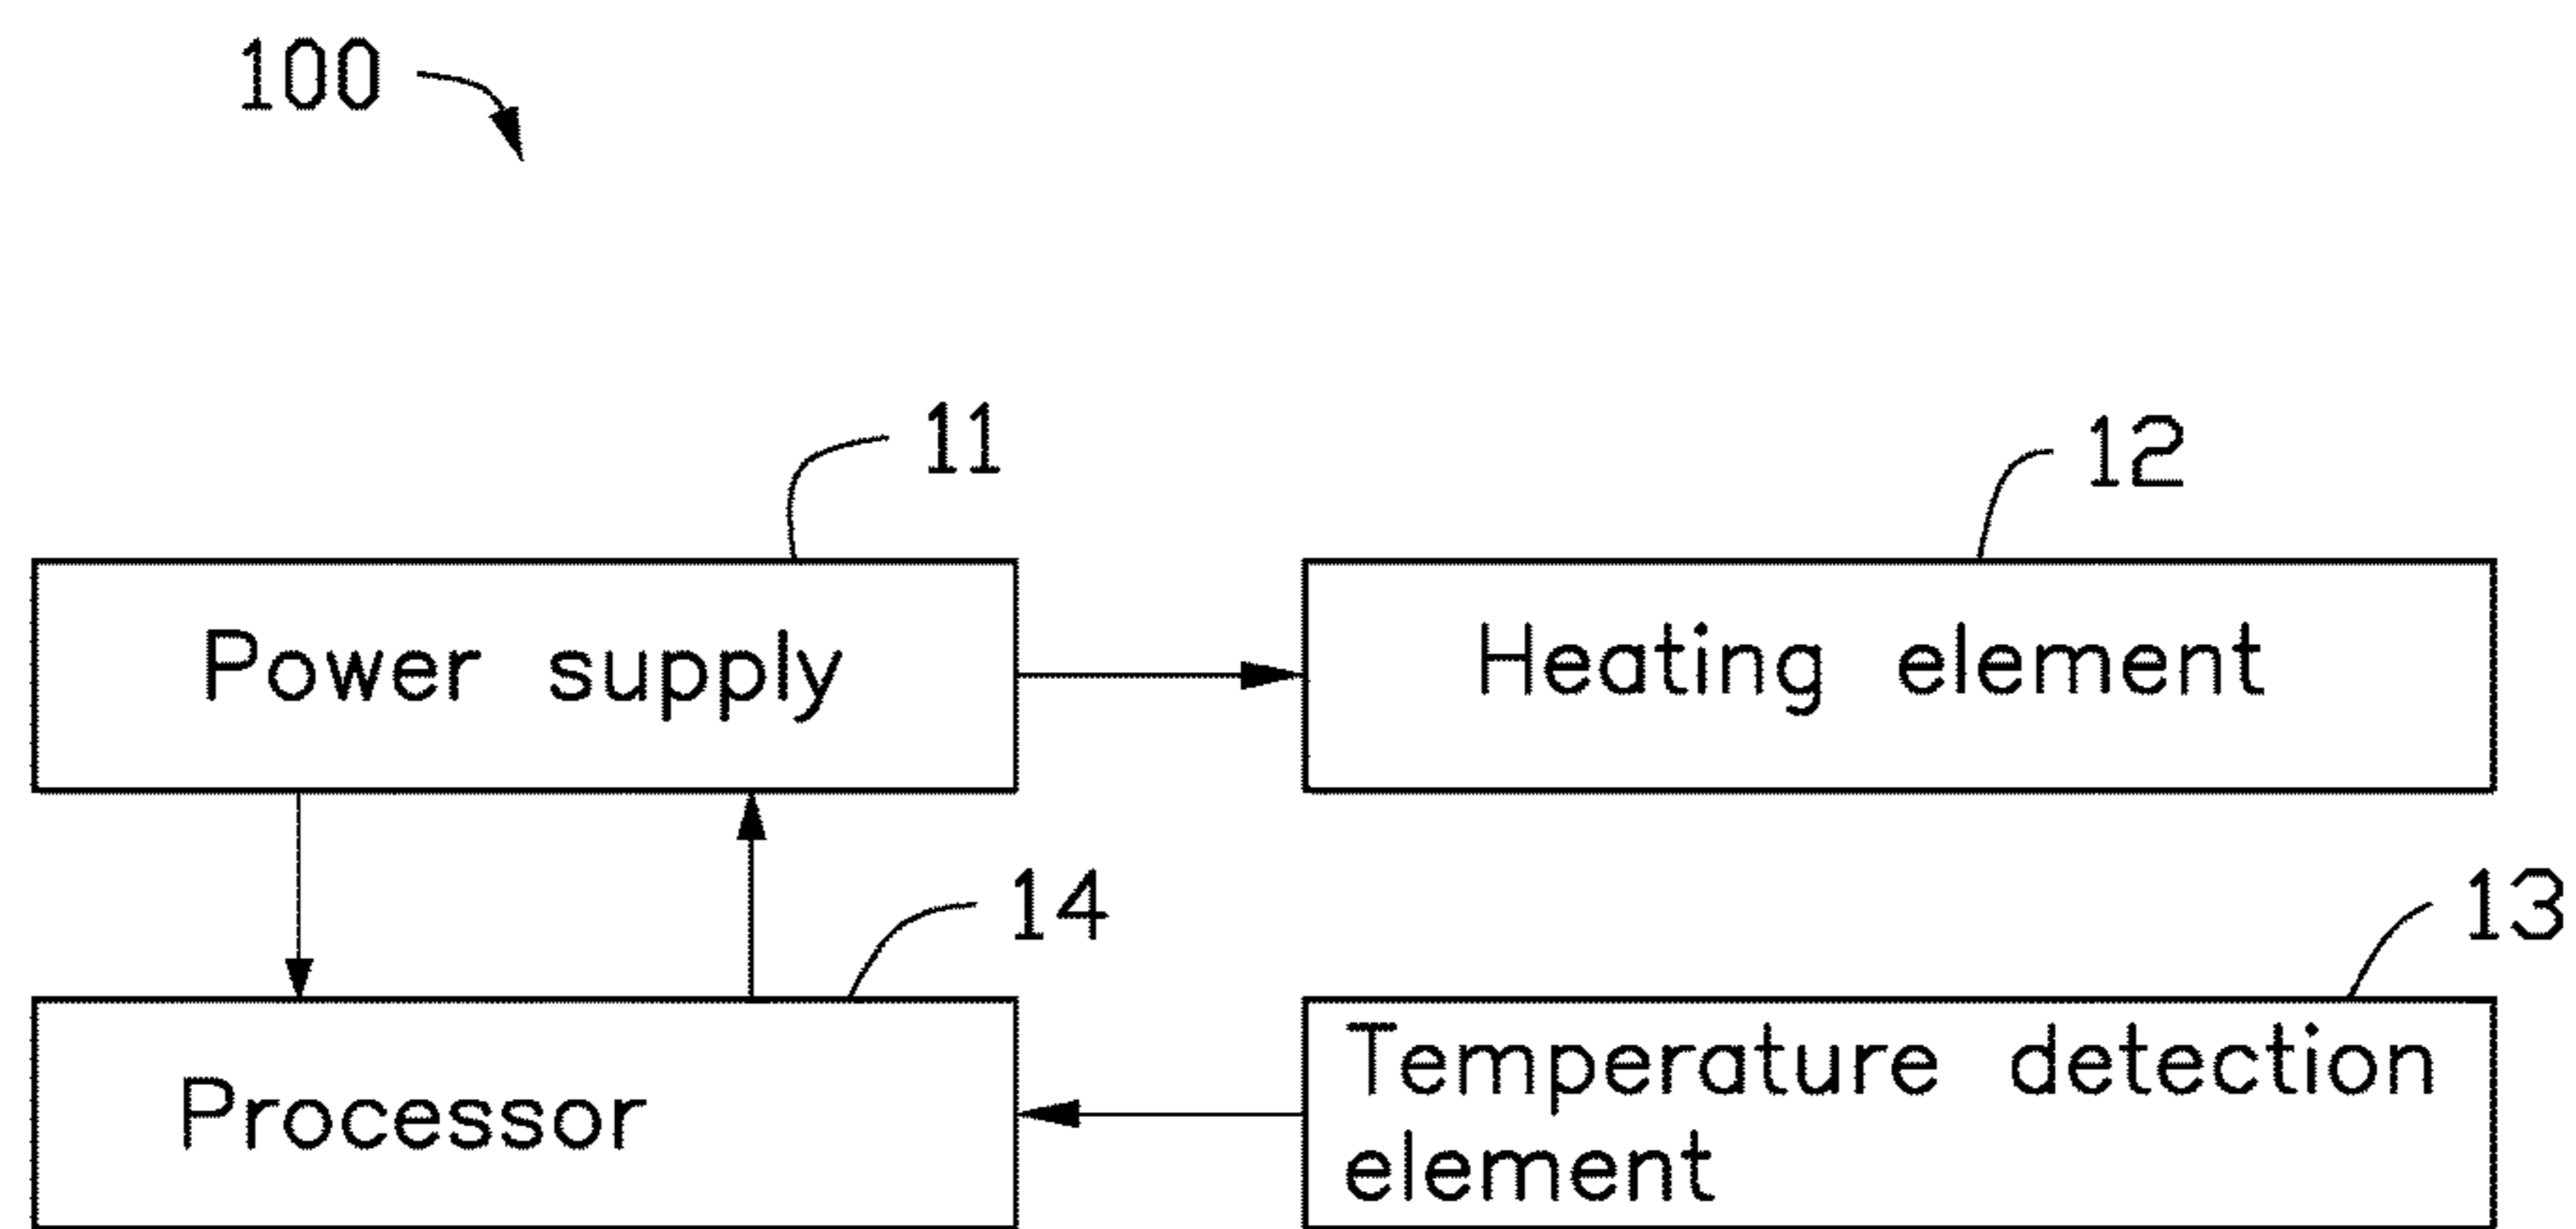 100
11
12
Power supply
Heating element
14
13
Processor
Temperature detection
element